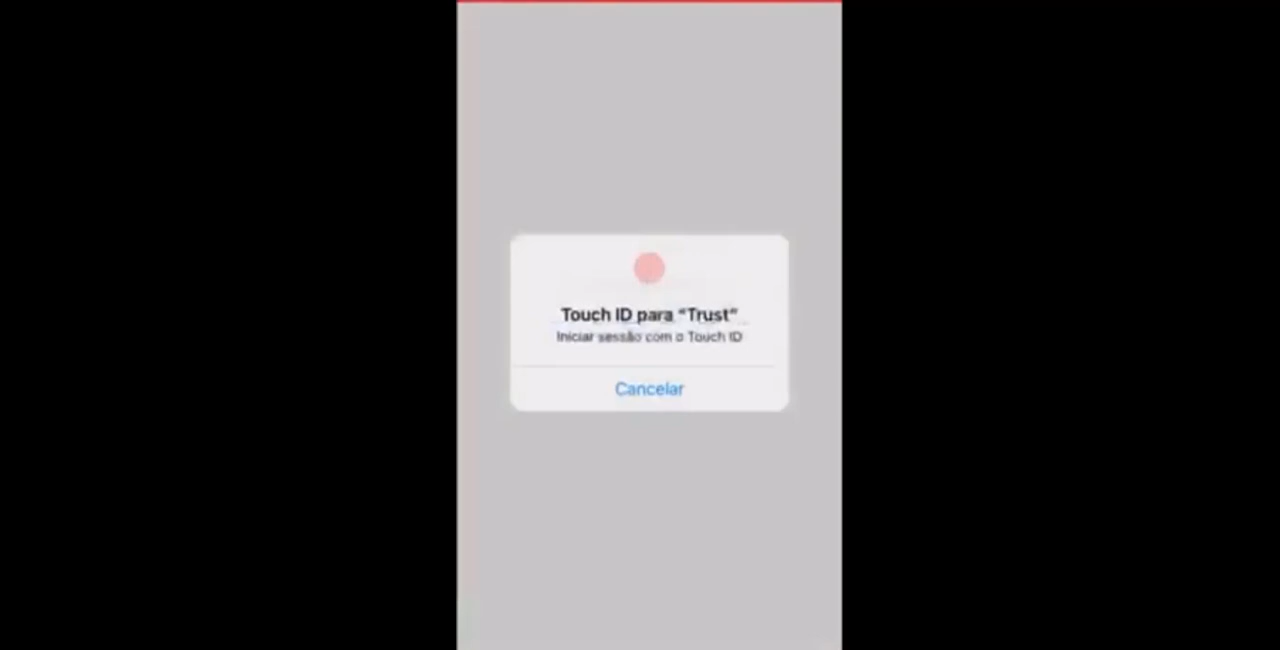 Touch ID para “Trust”
Iniciar sessão com o Touch ID
Cancelar